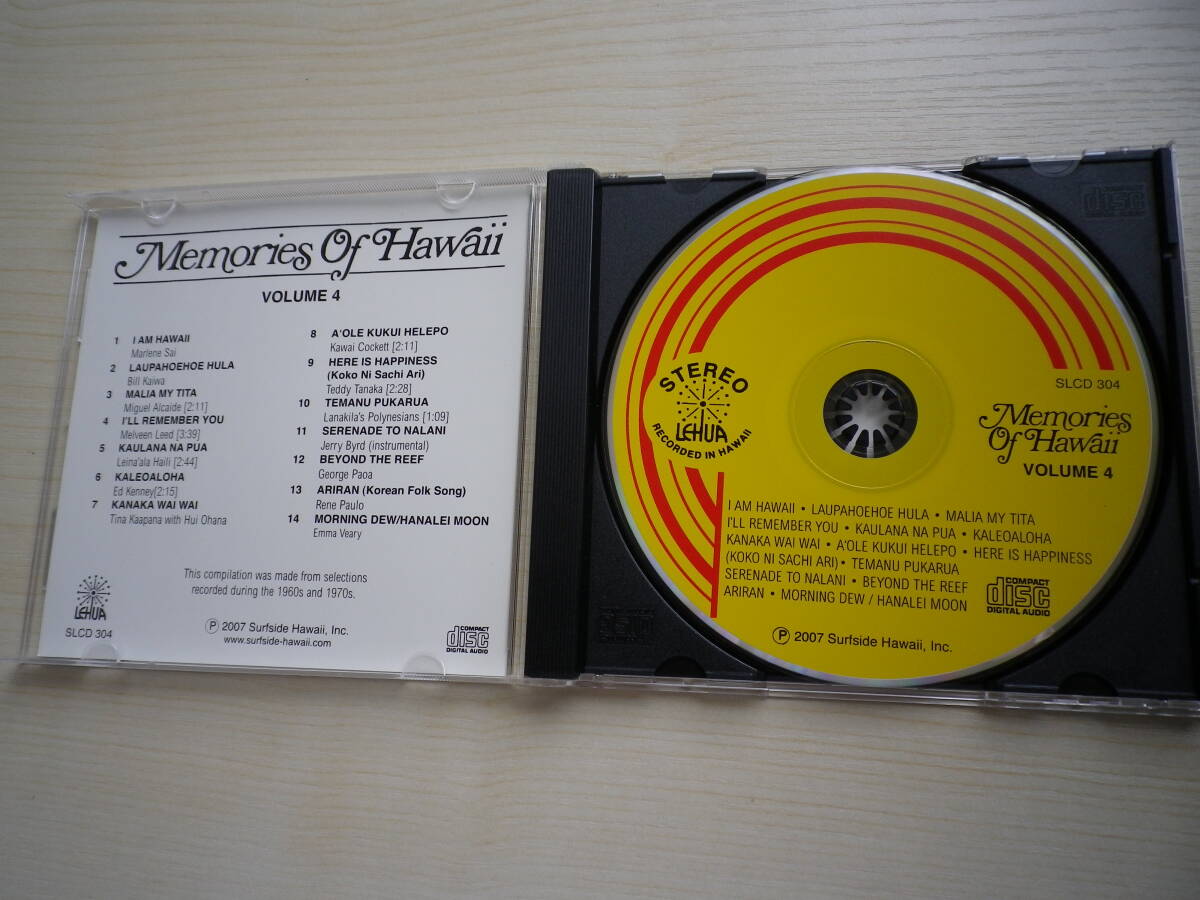 Memories Of Hawaii
VOLUME 4
1 I AM HAWAII
Marlene Sai
2 LAUPAHOEHOE HULA
Bill Kaiwa
3 MALIA MY TITA
Miguel Alcaide [2:11]
4 I'LL REMEMBER YOU
Melveen Leed [3:39]
5 KAULANA NA PUA
Leina'ala Haili [2:44]
6 KALEOALOHA
Ed Kenney[2:15]
7 KANAKA WAI WAI
Tina Kaapana with Hui Ohana
8 A'OLE KUKUI HELEPO
Kawai Cockett [2:11]
9 HERE IS HAPPINESS
(Koko Ni Sachi Ari)
Teddy Tanaka [2:28]
10 TEMANU PUKARUA
Lanakila's Polynesians [1:09]
11 SERENADE TO NALANI
Jerry Byrd (instrumental)
12 BEYOND THE REEF
George Paoa
13 ARIRAN (Korean Folk Song)
Rene Paulo
14 MORNING DEW/HANALEI MOON
Emma Veary
This compilation was made from selections
recorded during the 1960s and 1970s.
LEHUA
SLCD 304
℗ 2007 Surfside Hawaii, Inc.
www.surfside-hawaii.com
COMPACT
disc
DIGITAL AUDIO
COMPACT
disc
STEREO
LEHUA
RECORDED IN HAWAII
SLCD 304
Memories
Of Hawaii
VOLUME 4
I AM HAWAII • LAUPAHOEHOE HULA • MALIA MY TITA
I'LL REMEMBER YOU • KAULANA NA PUA • KALEOALOHA
KANAKA WAI WAI • A'OLE KUKUI HELEPO • HERE IS HAPPINESS
(KOKO NI SACHI ARI) • TEMANU PUKARUA
SERENADE TO NALANI • BEYOND THE REEF
ARIRAN • MORNING DEW / HANALEI MOON
COMPACT
disc
DIGITAL AUDIO
℗ 2007 Surfside Hawaii, Inc.